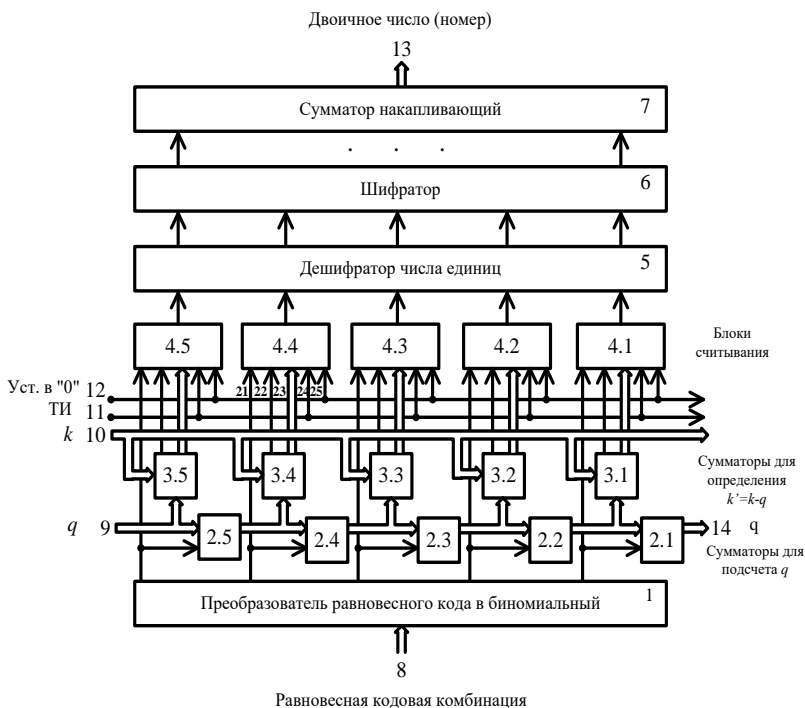 Двоичное число (номер)
13
Сумматор накапливающий 7
. . .
Шифратор 6
Дешифратор числа единиц 5
4.5 4.4 4.3 4.2 4.1
Блоки
считывания
21 22 23 24 25
Уст. в "0" 12
ТИ 11
k 10
3.5 3.4 3.3 3.2 3.1
Сумматоры для
определения
k’=k-q
q 9
2.5 2.4 2.3 2.2 2.1
14 q
Сумматоры для
подсчета q
Преобразователь равновесного кода в биномиальный 1
8
Равновесная кодовая комбинация